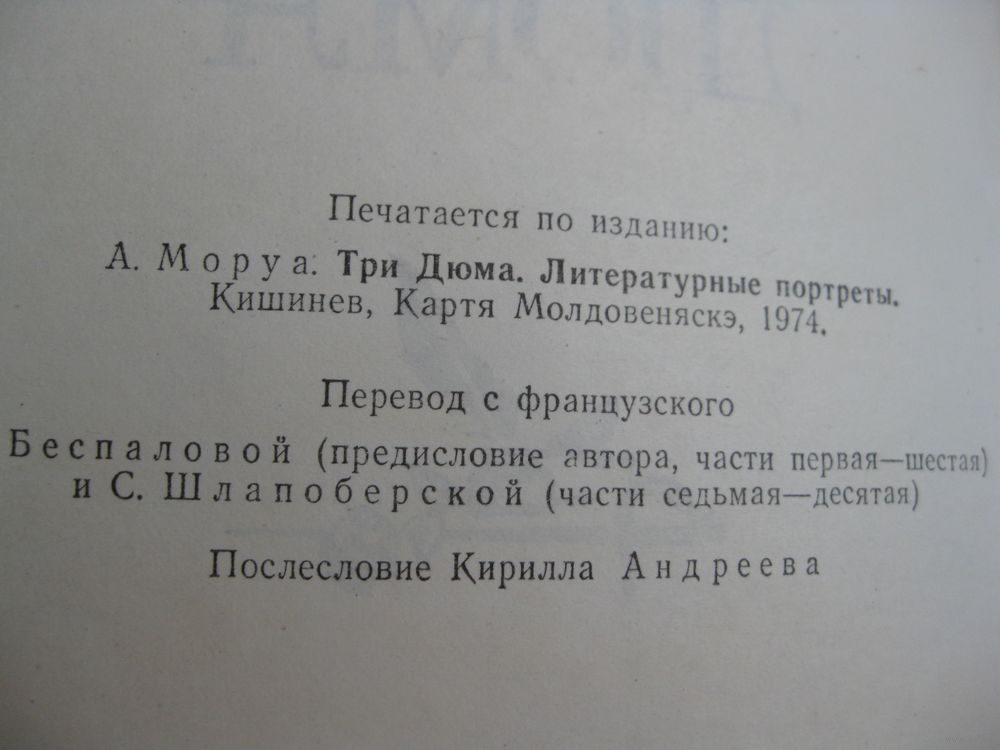 Печатается по изданию:
А. Моруа. Три Дюма. Литературные портреты.
Кишинев, Картя Молдовеняскэ, 1974.
Перевод с французского
Беспаловой (предисловие автора, части первая—шестая)
и С. Шлапоберской (части седьмая—десятая)
Послесловие Кирилла Андреева